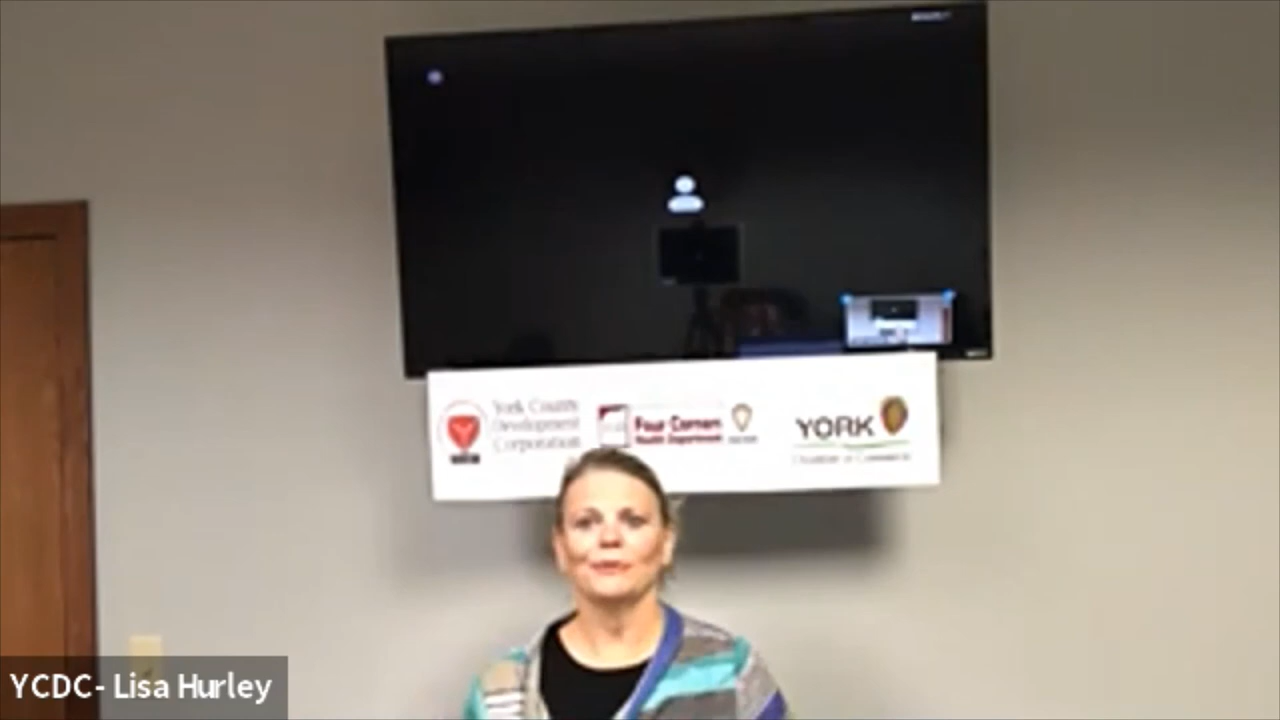 York County
Development
Corporation
Four Corners
Health Department
YORK
Chamber of Commerce
YCDC- Lisa Hurley